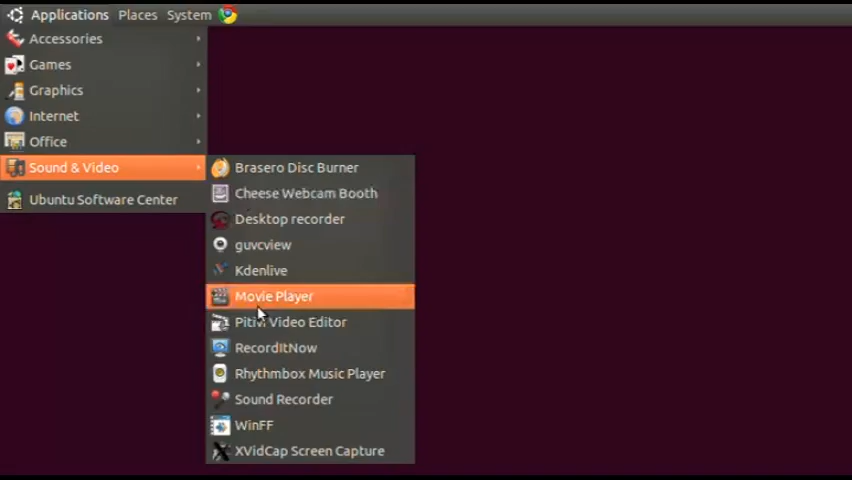 Applications Places System
Accessories
Games
Graphics
Internet
Office
Sound & Video
Ubuntu Software Center
Brasero Disc Burner
Cheese Webcam Booth
Desktop recorder
guvcview
Kdenlive
Movie Player
Pitivi Video Editor
RecordItNow
Rhythmbox Music Player
Sound Recorder
WinFF
XVidCap Screen Capture